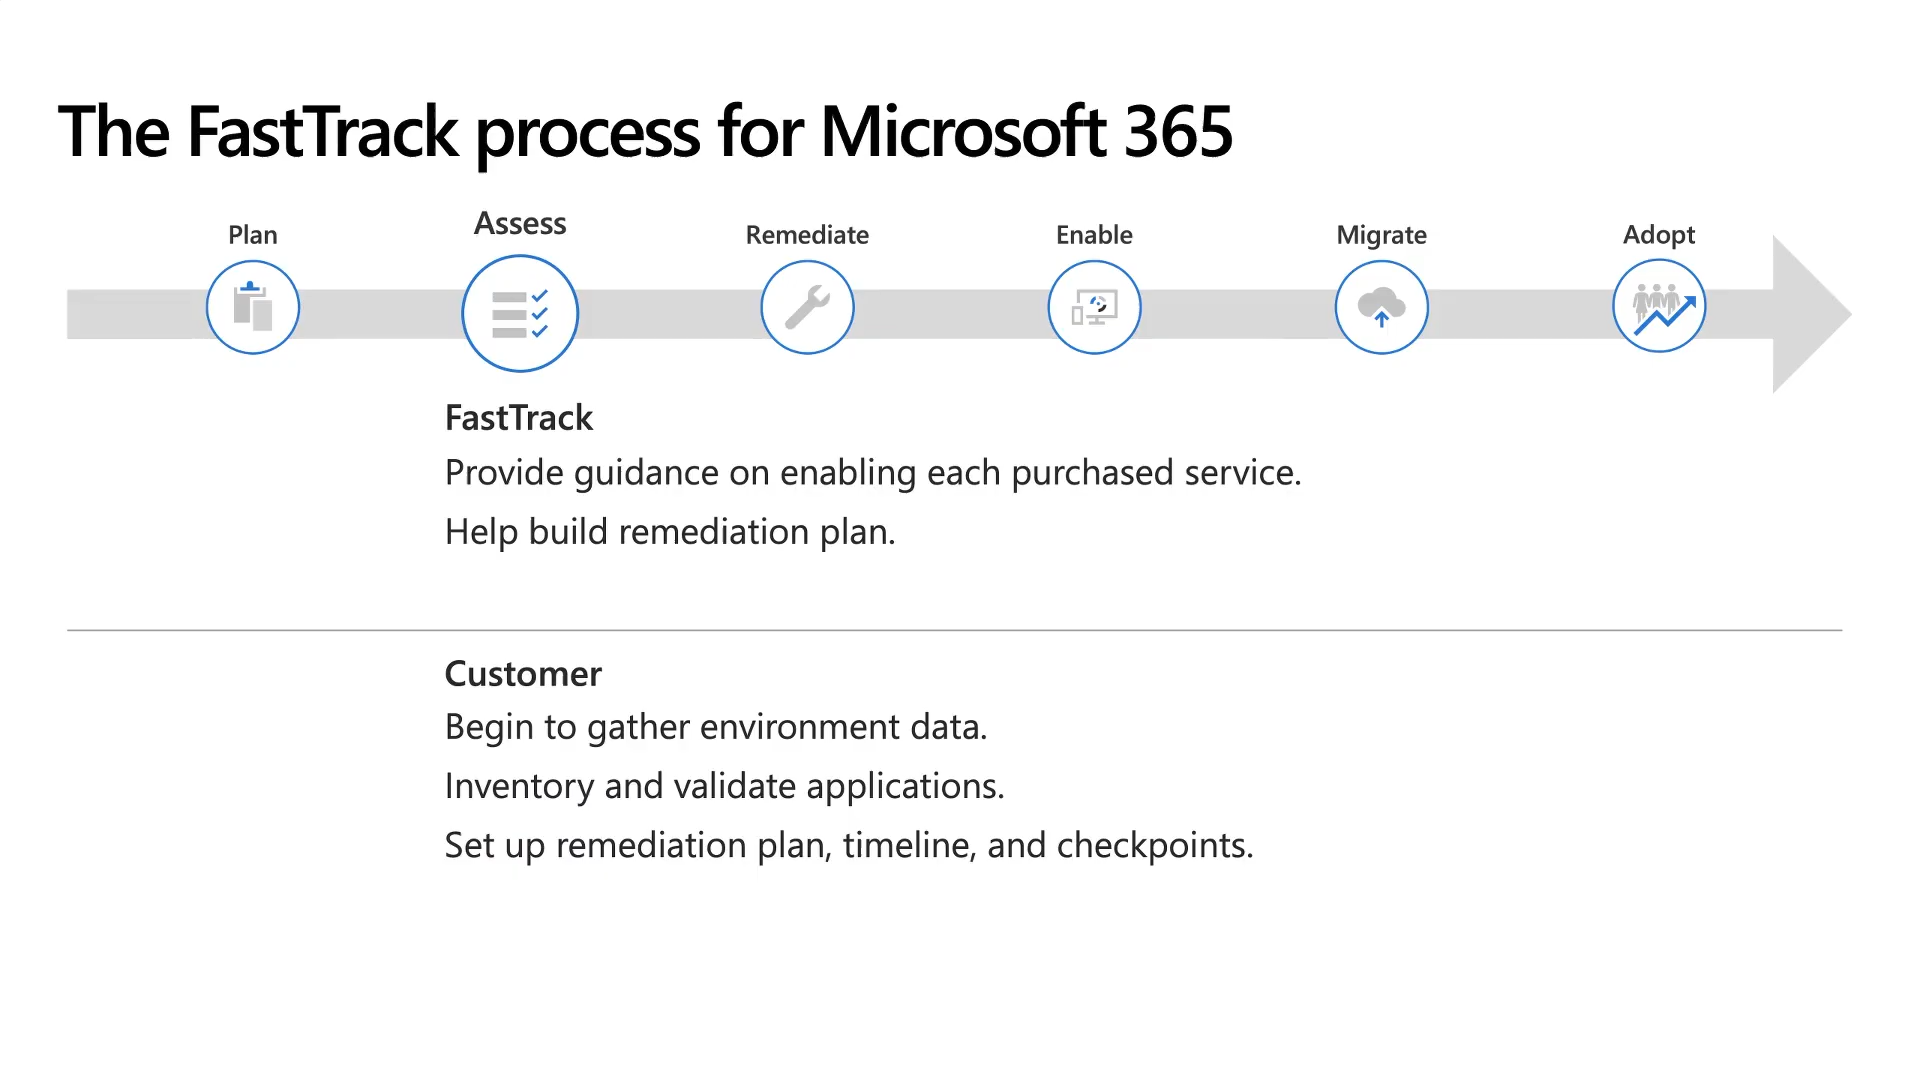 The FastTrack process for Microsoft 365
Plan
Assess
Remediate
Enable
Migrate
Adopt
FastTrack
Provide guidance on enabling each purchased service.
Help build remediation plan.
Customer
Begin to gather environment data.
Inventory and validate applications.
Set up remediation plan, timeline, and checkpoints.